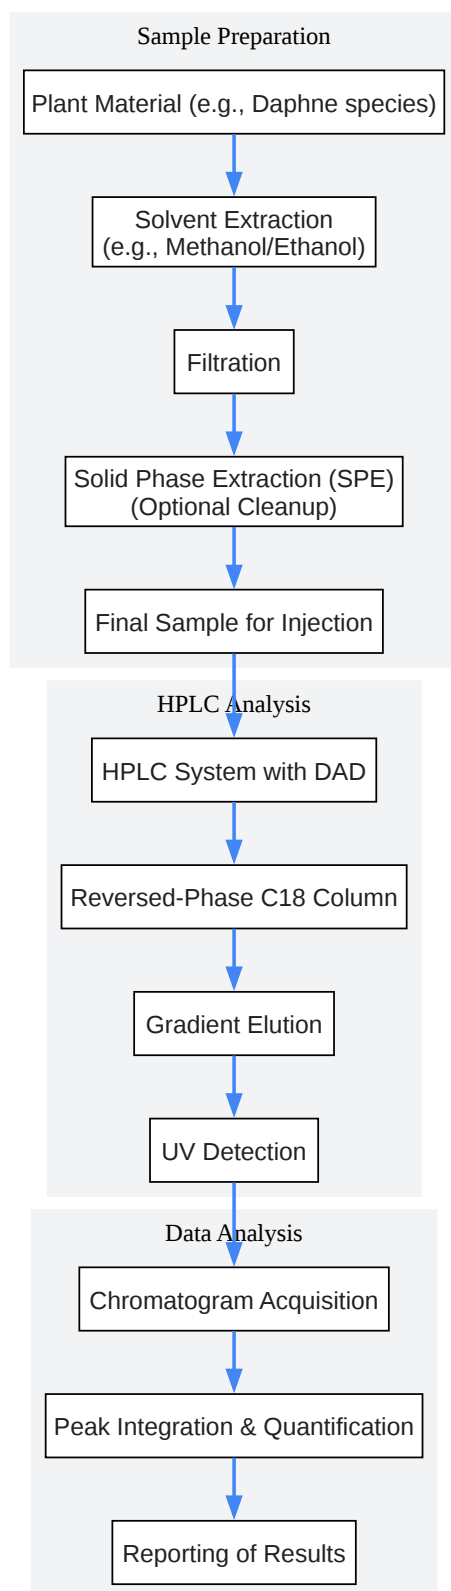 Sample Preparation
Plant Material (e.g., Daphne species)
Solvent Extraction
(e.g., Methanol/Ethanol)
Filtration
Solid Phase Extraction (SPE)
(Optional Cleanup)
Final Sample for Injection
HPLC Analysis
HPLC System with DAD
Reversed-Phase C18 Column
Gradient Elution
UV Detection
Data Analysis
Chromatogram Acquisition
Peak Integration & Quantification
Reporting of Results